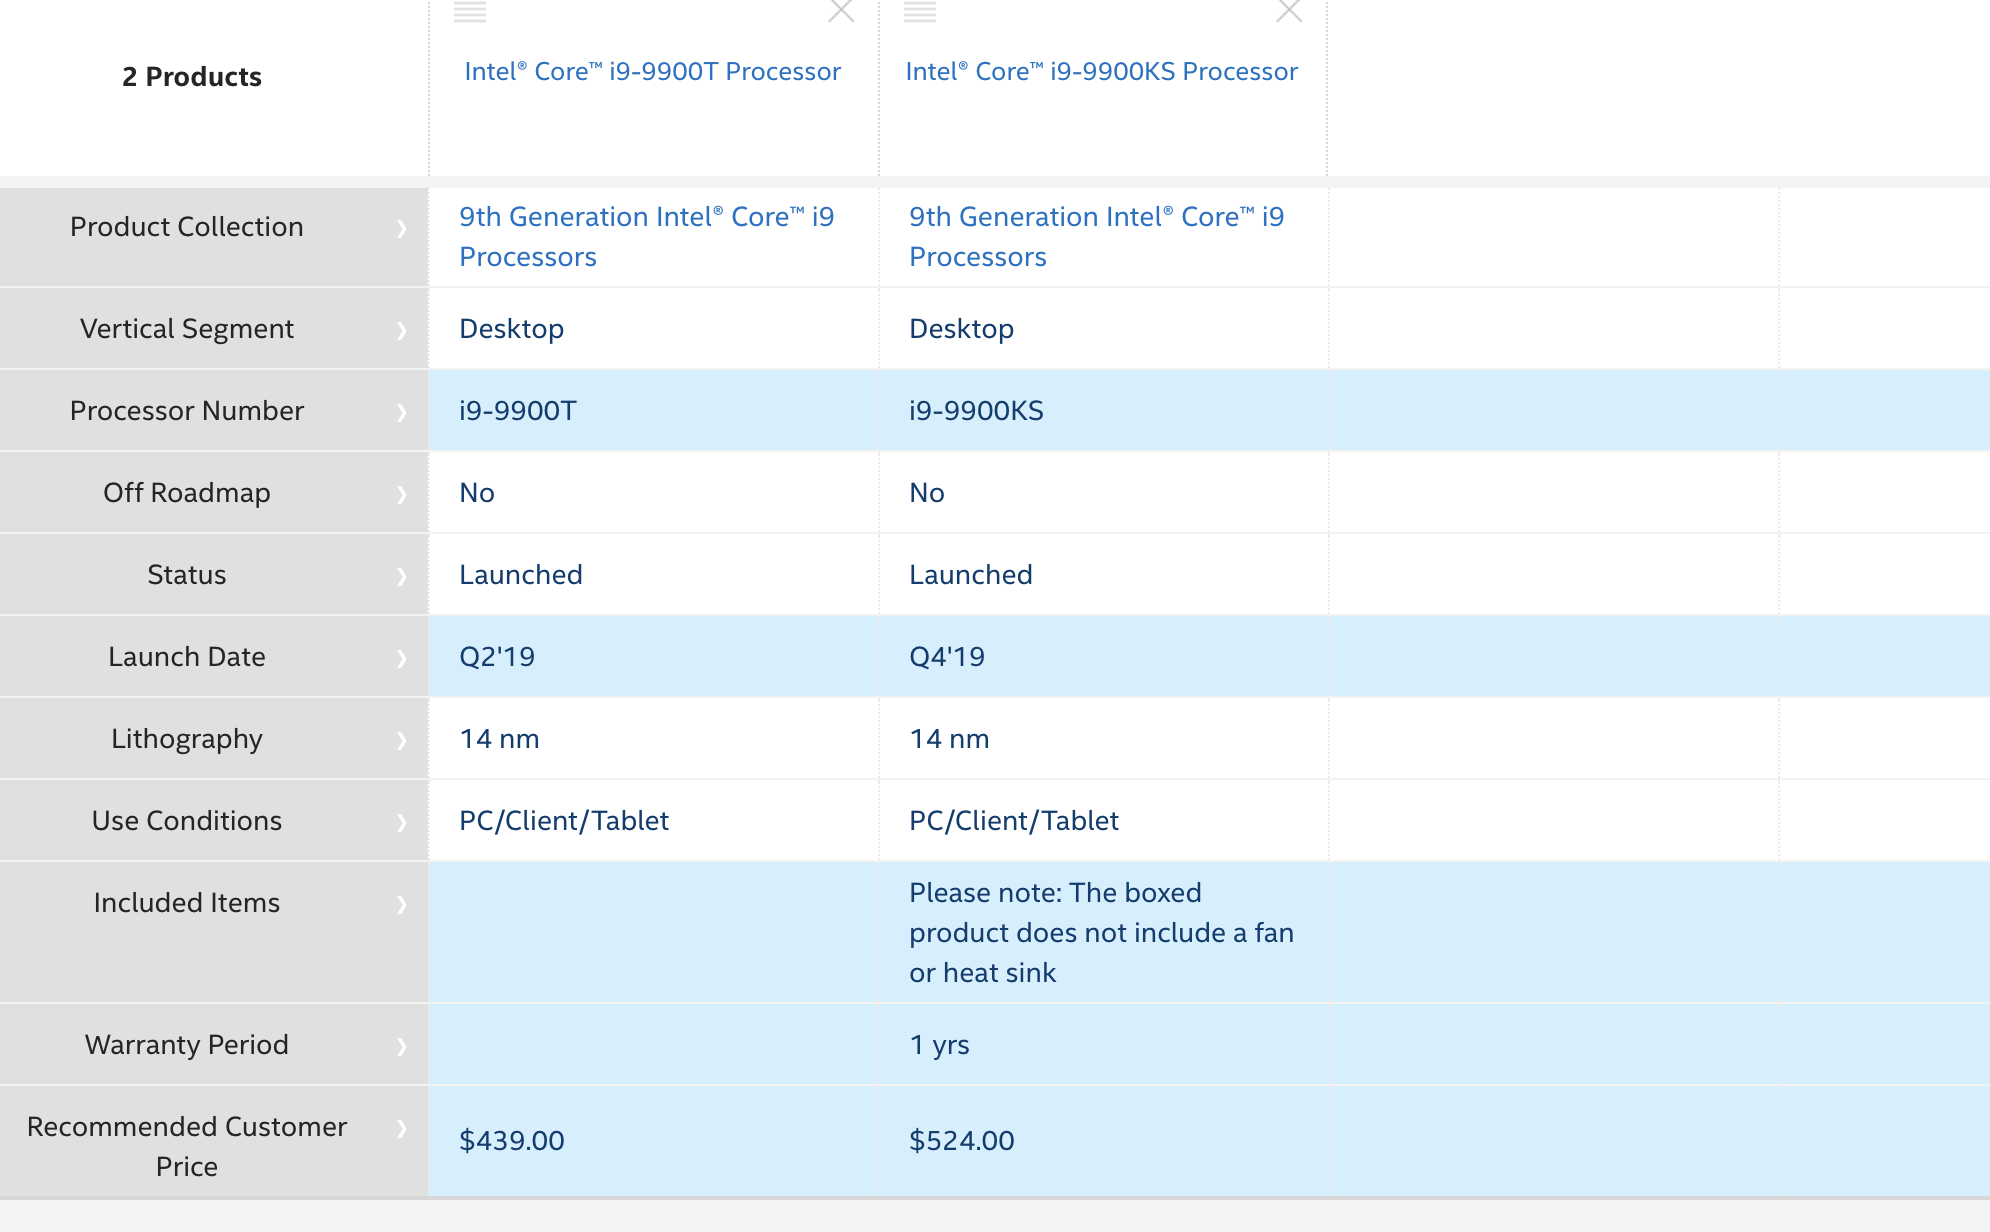 2 Products
Intel® Core™ i9-9900T Processor
Intel® Core™ i9-9900KS Processor
Product Collection
9th Generation Intel® Core™ i9
Processors
9th Generation Intel® Core™ i9
Processors
Vertical Segment
Desktop
Desktop
Processor Number
i9-9900T
i9-9900KS
Off Roadmap
No
No
Status
Launched
Launched
Launch Date
Q2'19
Q4'19
Lithography
14 nm
14 nm
Use Conditions
PC/Client/Tablet
PC/Client/Tablet
Included Items
Please note: The boxed
product does not include a fan
or heat sink
Warranty Period
1 yrs
Recommended Customer
Price
$439.00
$524.00